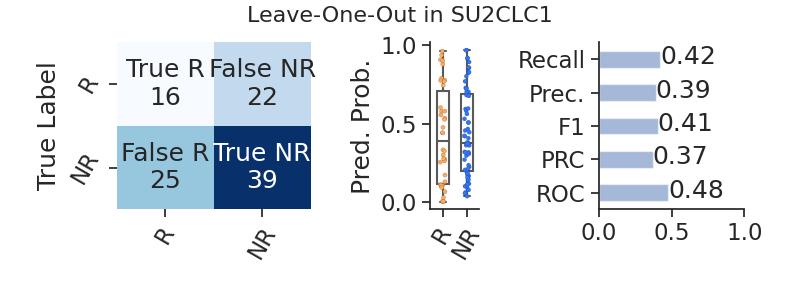 Leave-One-Out in SU2CLC1
True Label
R
NR
True R
16
False NR
22
False R
25
True NR
39
R
NR
Pred. Prob.
1.0
0.5
0.0
R
NR
Recall
Prec.
F1
PRC
ROC
0.42
0.39
0.41
0.37
0.48
0.0
0.5
1.0